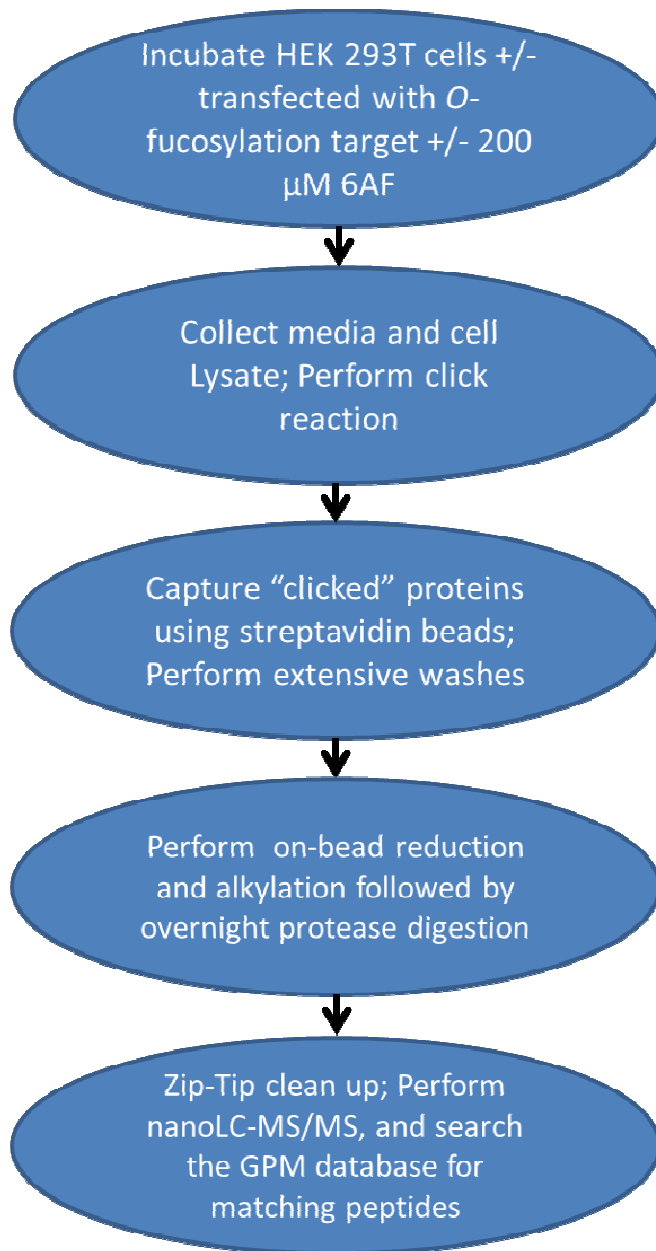 Incubate HEK 293T cells +/-
transfected with O-
fucosylation target +/- 200
µM 6AF
Collect media and cell
Lysate; Perform click
reaction
Capture “clicked” proteins
using streptavidin beads;
Perform extensive washes
Perform on-bead reduction
and alkylation followed by
overnight protease digestion
Zip-Tip clean up; Perform
nanoLC-MS/MS, and search
the GPM database for
matching peptides